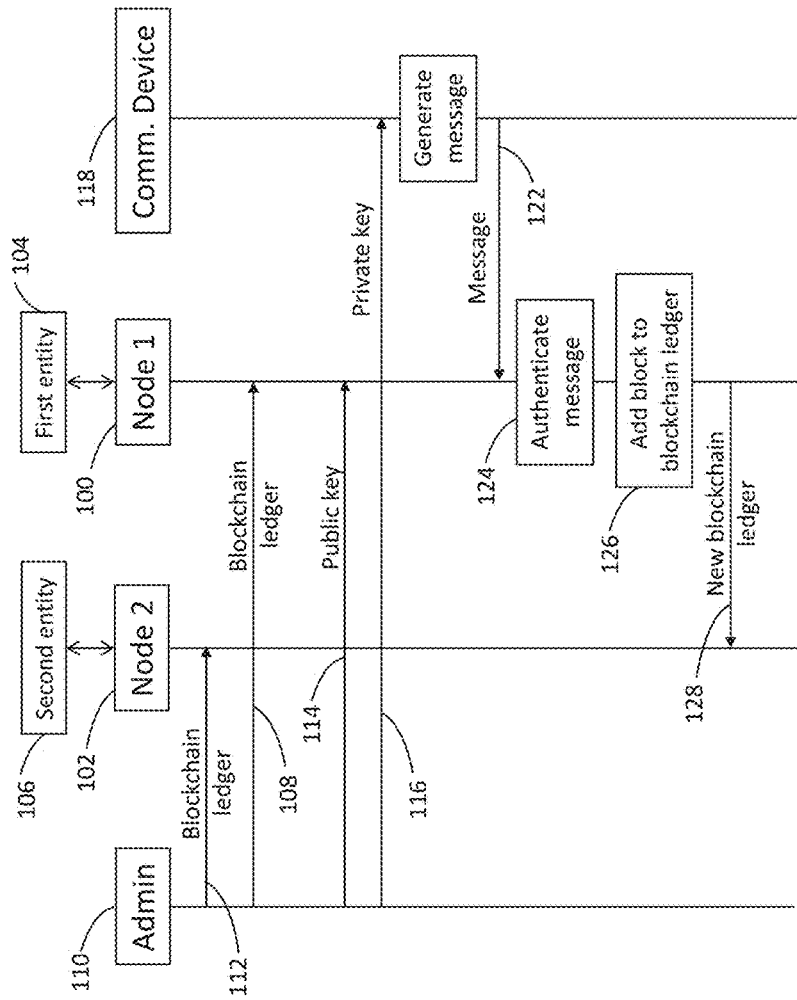 106
Second entity
First entity
104
110
Admin
102
Node 2
100
Node 1
118
Comm. Device
112
Blockchain
ledger
108
Blockchain
ledger
114
Public key
116
Private key
Generate
message
Message
122
124
Authenticate
message
126
Add block to
blockchain ledger
128
New blockchain
ledger